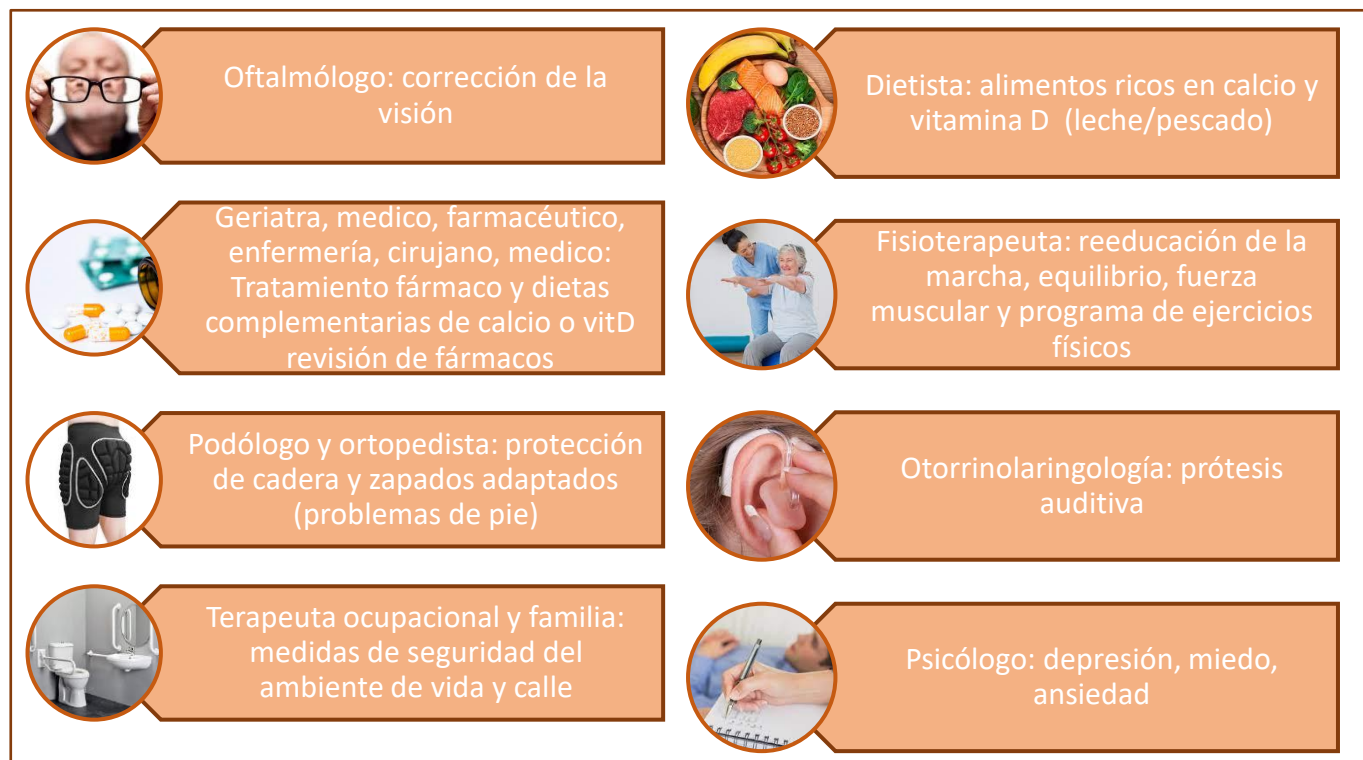 Oftalmólogo: corrección de la
visión
Dietista: alimentos ricos en calcio y
vitamina D (leche/pescado)
Geriatra, medico, farmacéutico,
enfermería, cirujano, medico:
Tratamiento fármaco y dietas
complementarias de calcio o vitD
revisión de fármacos
Fisioterapeuta: reeducación de la
marcha, equilibrio, fuerza
muscular y programa de ejercicios
físicos
Podólogo y ortopedista: protección
de cadera y zapados adaptados
(problemas de pie)
Otorrinolaringología: prótesis
auditiva
Terapeuta ocupacional y familia:
medidas de seguridad del
ambiente de vida y calle
Psicólogo: depresión, miedo,
ansiedad